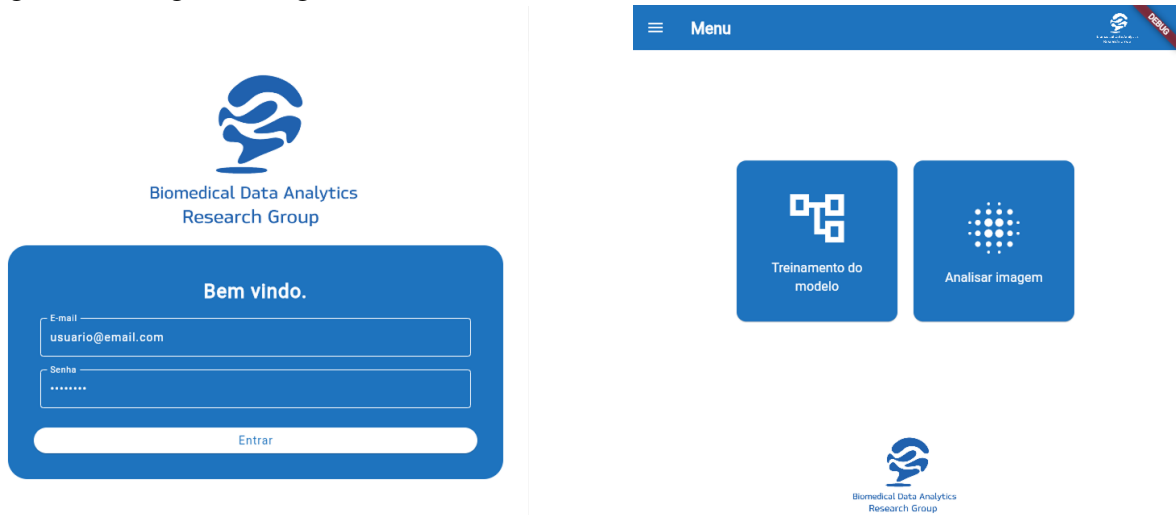 Biomedical Data Analytics
Research Group
Bem vindo.
E-mail
usuario@email.com
Senha
••••••••
Entrar
Menu
DEBUG
Treinamento do
modelo
Analisar imagem
Biomedical Data Analytics
Research Group